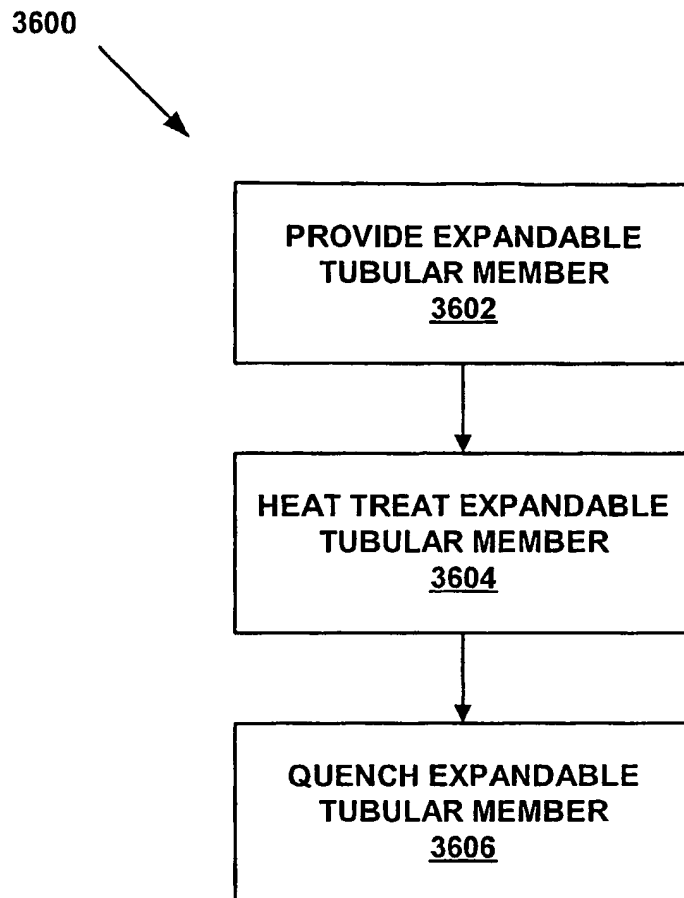 3600
PROVIDE EXPANDABLE
TUBULAR MEMBER
3602
HEAT TREAT EXPANDABLE
TUBULAR MEMBER
3604
QUENCH EXPANDABLE
TUBULAR MEMBER
3606